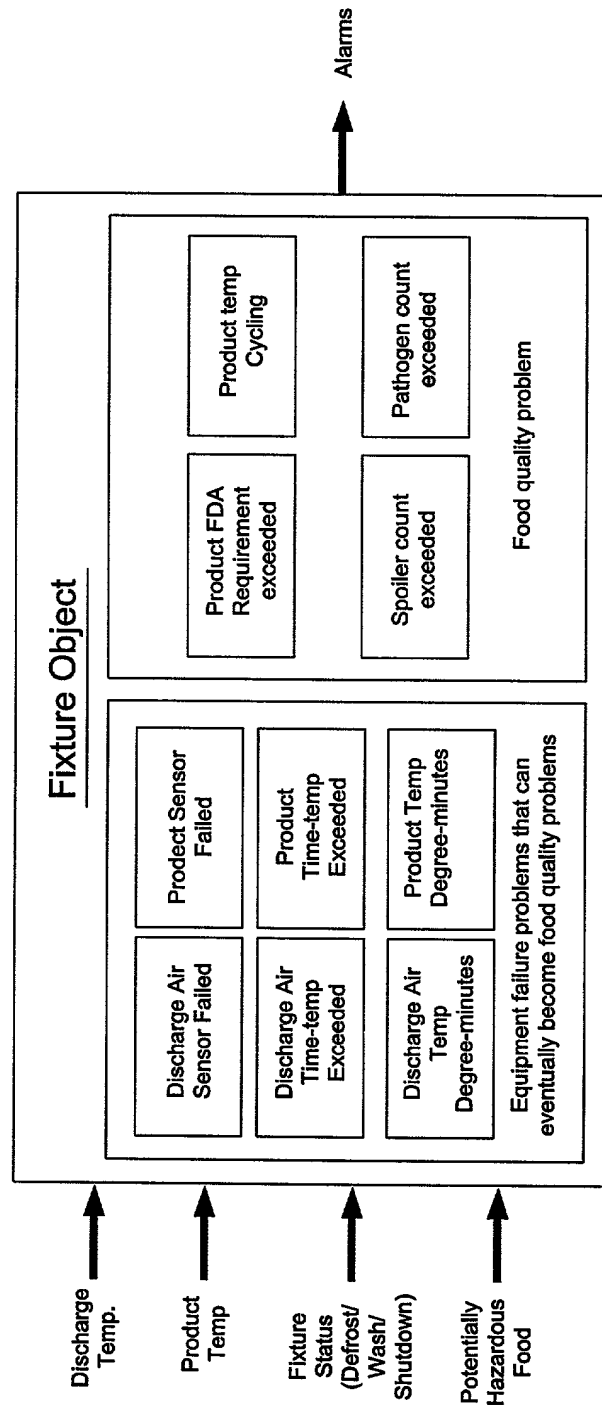 Fixture Object
Discharge
Temp.
Product
Temp
Fixture
Status
(Defrost/
Wash/
Shutdown)
Potentially
Hazardous
Food
Discharge Air
Sensor Failed
Prodect Sensor
Failed
Discharge Air
Time-temp
Exceeded
Product
Time-temp
Exceeded
Discharge Air
Temp
Degree-minutes
Product Temp
Degree-minutes
Equipment failure problems that can
eventually become food quality problems
Product FDA
Requirement
exceeded
Product temp
Cycling
Spoiler count
exceeded
Pathogen count
exceeded
Food quality problem
Alarms